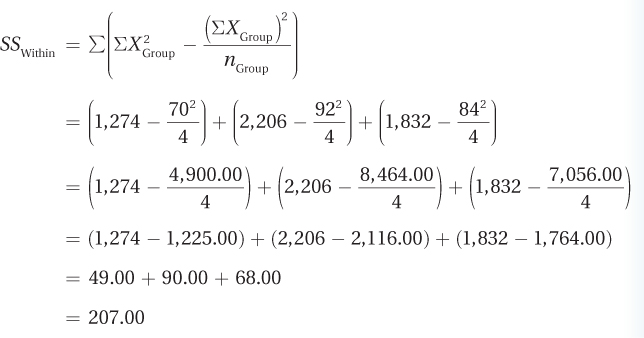 SS_Within = Σ(ΣX²_Group − (ΣX_Group)² / n_Group)
= (1,274 − 70²/4) + (2,206 − 92²/4) + (1,832 − 84²/4)
= (1,274 − 4,900.00/4) + (2,206 − 8,464.00/4) + (1,832 − 7,056.00/4)
= (1,274 − 1,225.00) + (2,206 − 2,116.00) + (1,832 − 1,764.00)
= 49.00 + 90.00 + 68.00
= 207.00